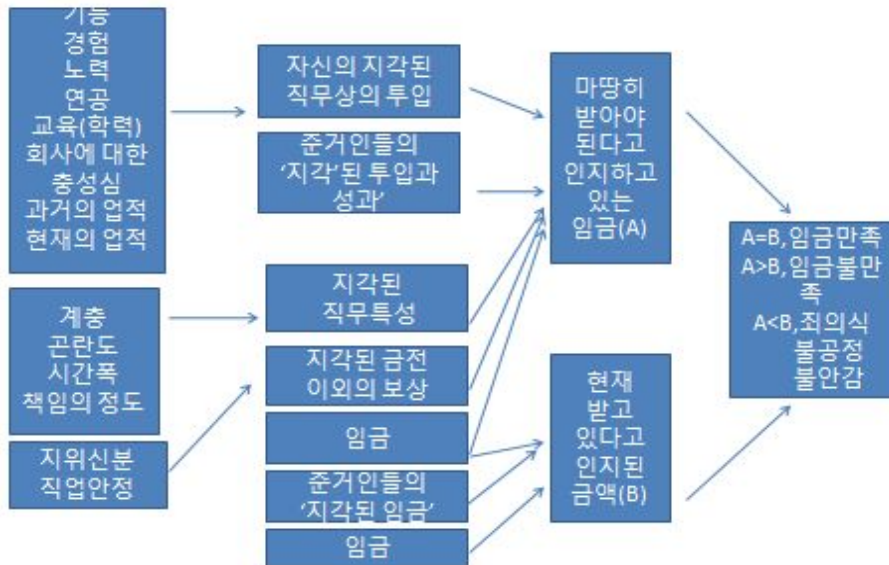 기능
경험
노력
연공
교육(학력)
회사에 대한
충성심
과거의 업적
현재의 업적
계층
곤란도
시간폭
책임의 정도
지위신분
직업안정
자신의 지각된
직무상의 투입
준거인들의
‘지각’된 투입과
성과’
지각된
직무특성
지각된 금전
이외의 보상
임금
준거인들의
‘지각된 임금’
임금
마땅히
받아야
된다고
인지하고
있는
임금(A)
현재
받고
있다고
인지된
금액(B)
A=B,임금만족
A>B,임금불만
족
A<B,죄의식
불공정
불안감